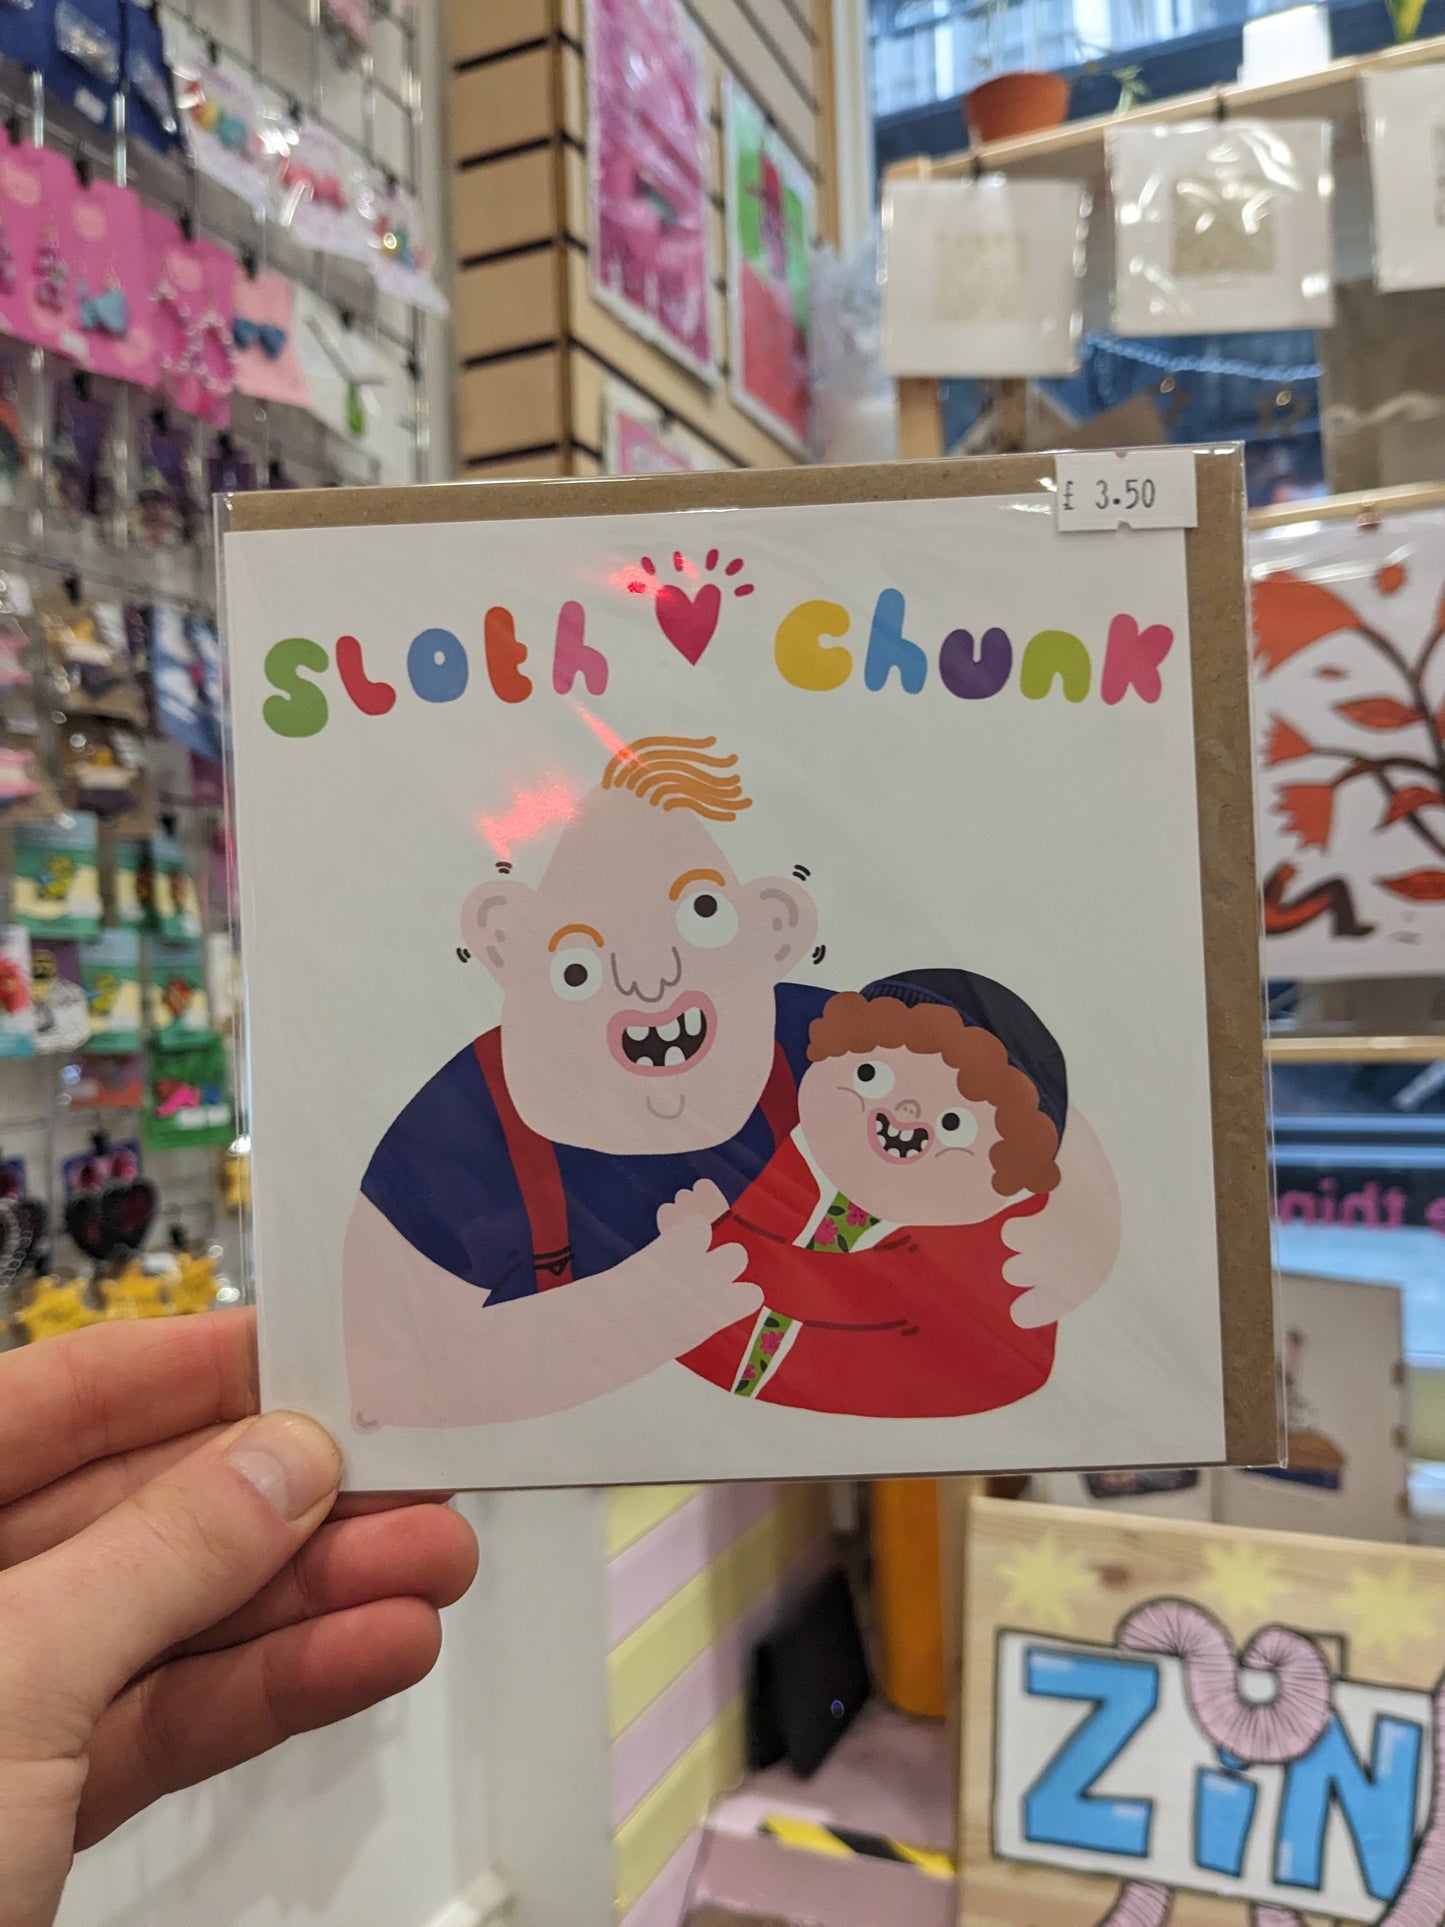 £ 3.50
Sloth Chunk
ZiN